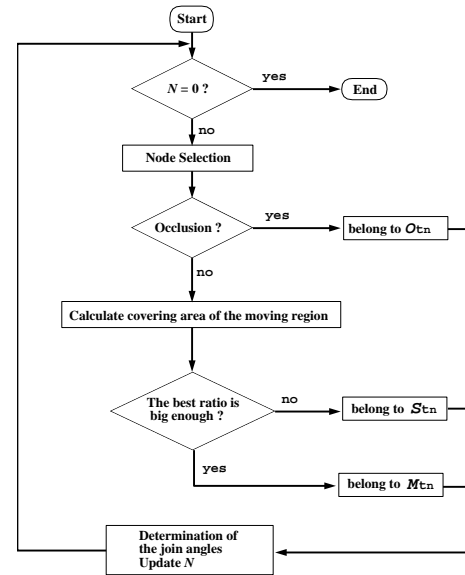 Start
N = 0 ?
yes
End
no
Node Selection
Occlusion ?
yes
belong to Otn
no
Calculate covering area of the moving region
The best ratio is
big enough ?
no
belong to Stn
yes
belong to Mtn
Determination of
the join angles
Update N